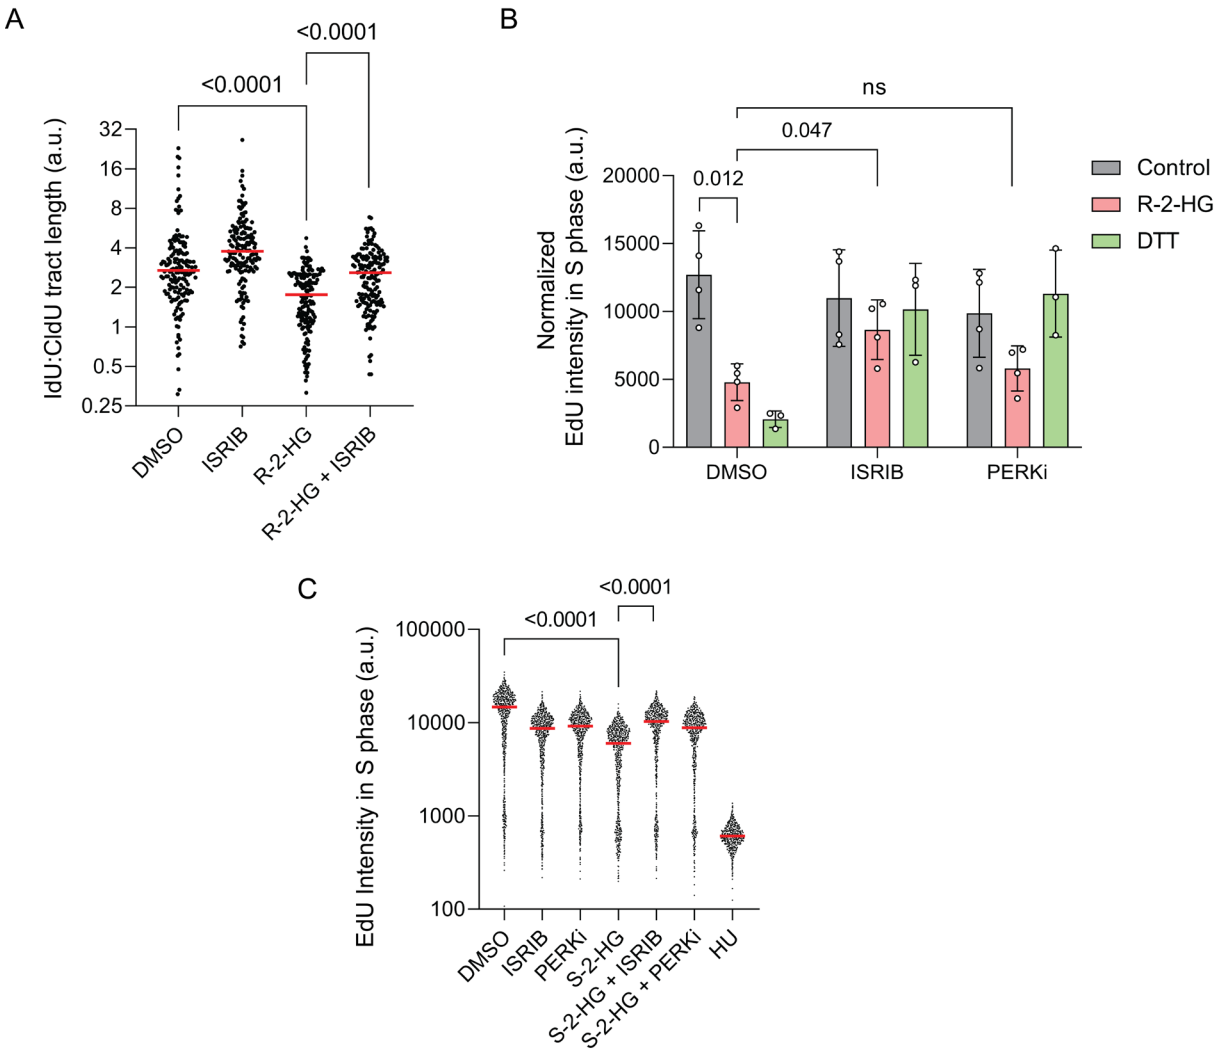 A
<0.0001
<0.0001
IdU:CldU tract length (a.u.)
32
16
8
4
2
1
0.5
0.25
DMSO
ISRIB
R-2-HG
R-2-HG + ISRIB
B
ns
0.047
0.012
Normalized
EdU intensity in S phase (a.u.)
20000
15000
10000
5000
0
DMSO
ISRIB
PERKi
Control
R-2-HG
DTT
C
<0.0001
<0.0001
EdU Intensity in S phase (a.u.)
100000
10000
1000
100
DMSO
ISRIB
PERKi
S-2-HG
S-2-HG + ISRIB
S-2-HG + PERKi
HU